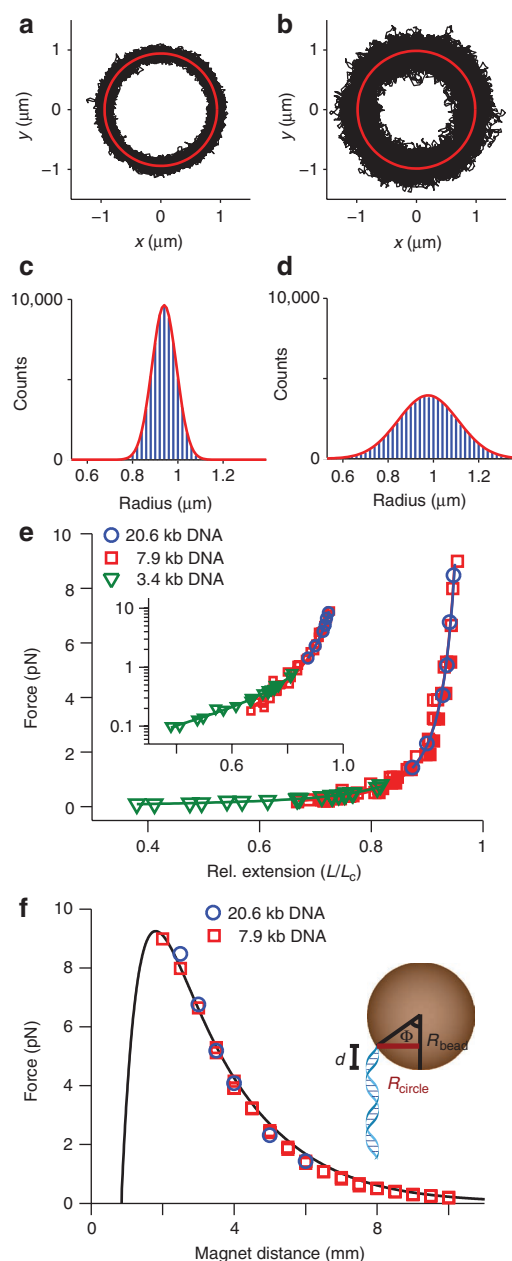 a
b
1
0
−1
y (μm)
−1 0 1
x (μm)
1
0
−1
y (μm)
−1 0 1
x (μm)
c
d
10,000
0
Counts
0.6 0.8 1 1.2
Radius (μm)
10,000
0
Counts
0.6 0.8 1 1.2
Radius (μm)
e
20.6 kb DNA
7.9 kb DNA
3.4 kb DNA
10
8
6
4
2
0
Force (pN)
10
1
0.1
0.6 1.0
0.4 0.6 0.8 1
Rel. extension (L/Lc)
f
20.6 kb DNA
7.9 kb DNA
10
8
6
4
2
0
Force (pN)
Φ
Rbead
d
Rcircle
0 4 8
Magnet distance (mm)